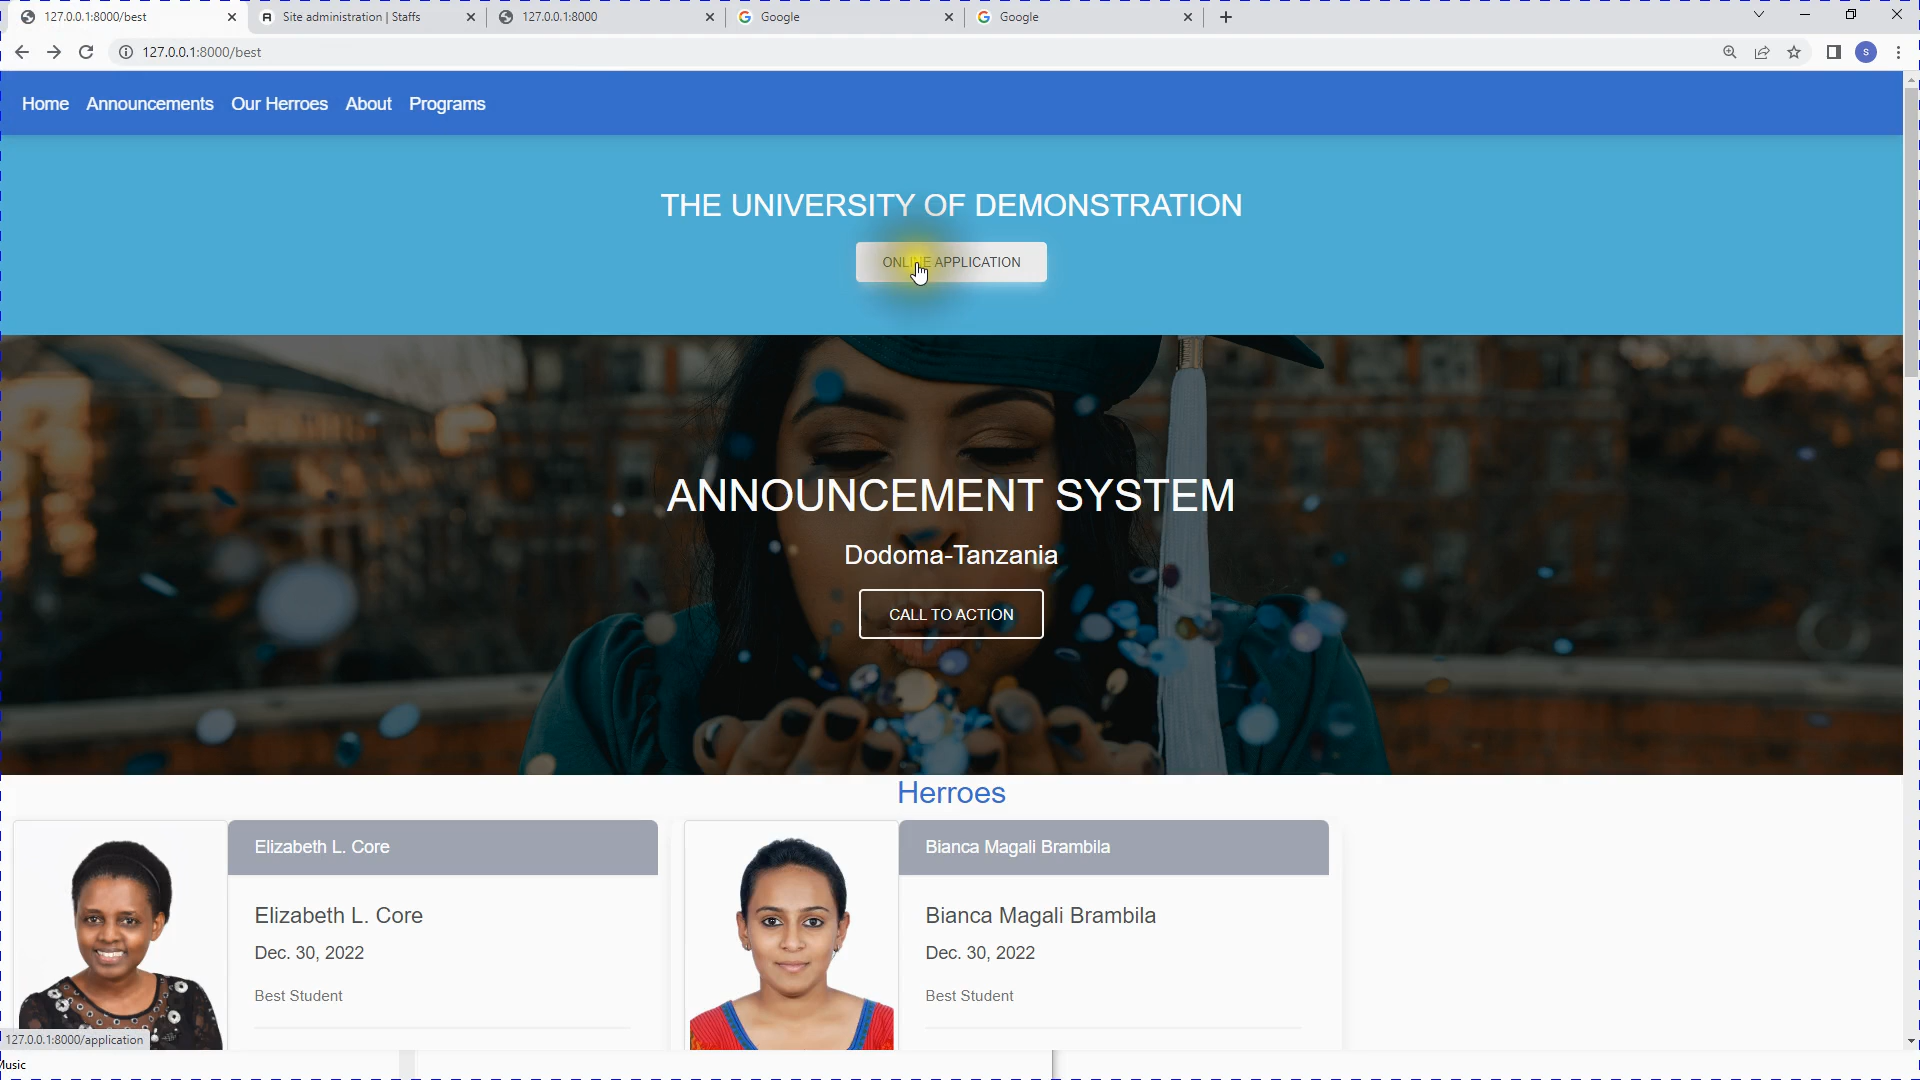 127.0.0.1:8000/best
Site administration | Staffs
127.0.0.1:8000
Google
Google
127.0.0.1:8000/best
S
Home Announcements Our Herroes About Programs
THE UNIVERSITY OF DEMONSTRATION
ONLINE APPLICATION
ANNOUNCEMENT SYSTEM
Dodoma-Tanzania
CALL TO ACTION
Herroes
Elizabeth L. Core
Elizabeth L. Core
Dec. 30, 2022
Best Student
Bianca Magali Brambila
Bianca Magali Brambila
Dec. 30, 2022
Best Student
127.0.0.1:8000/application
Music